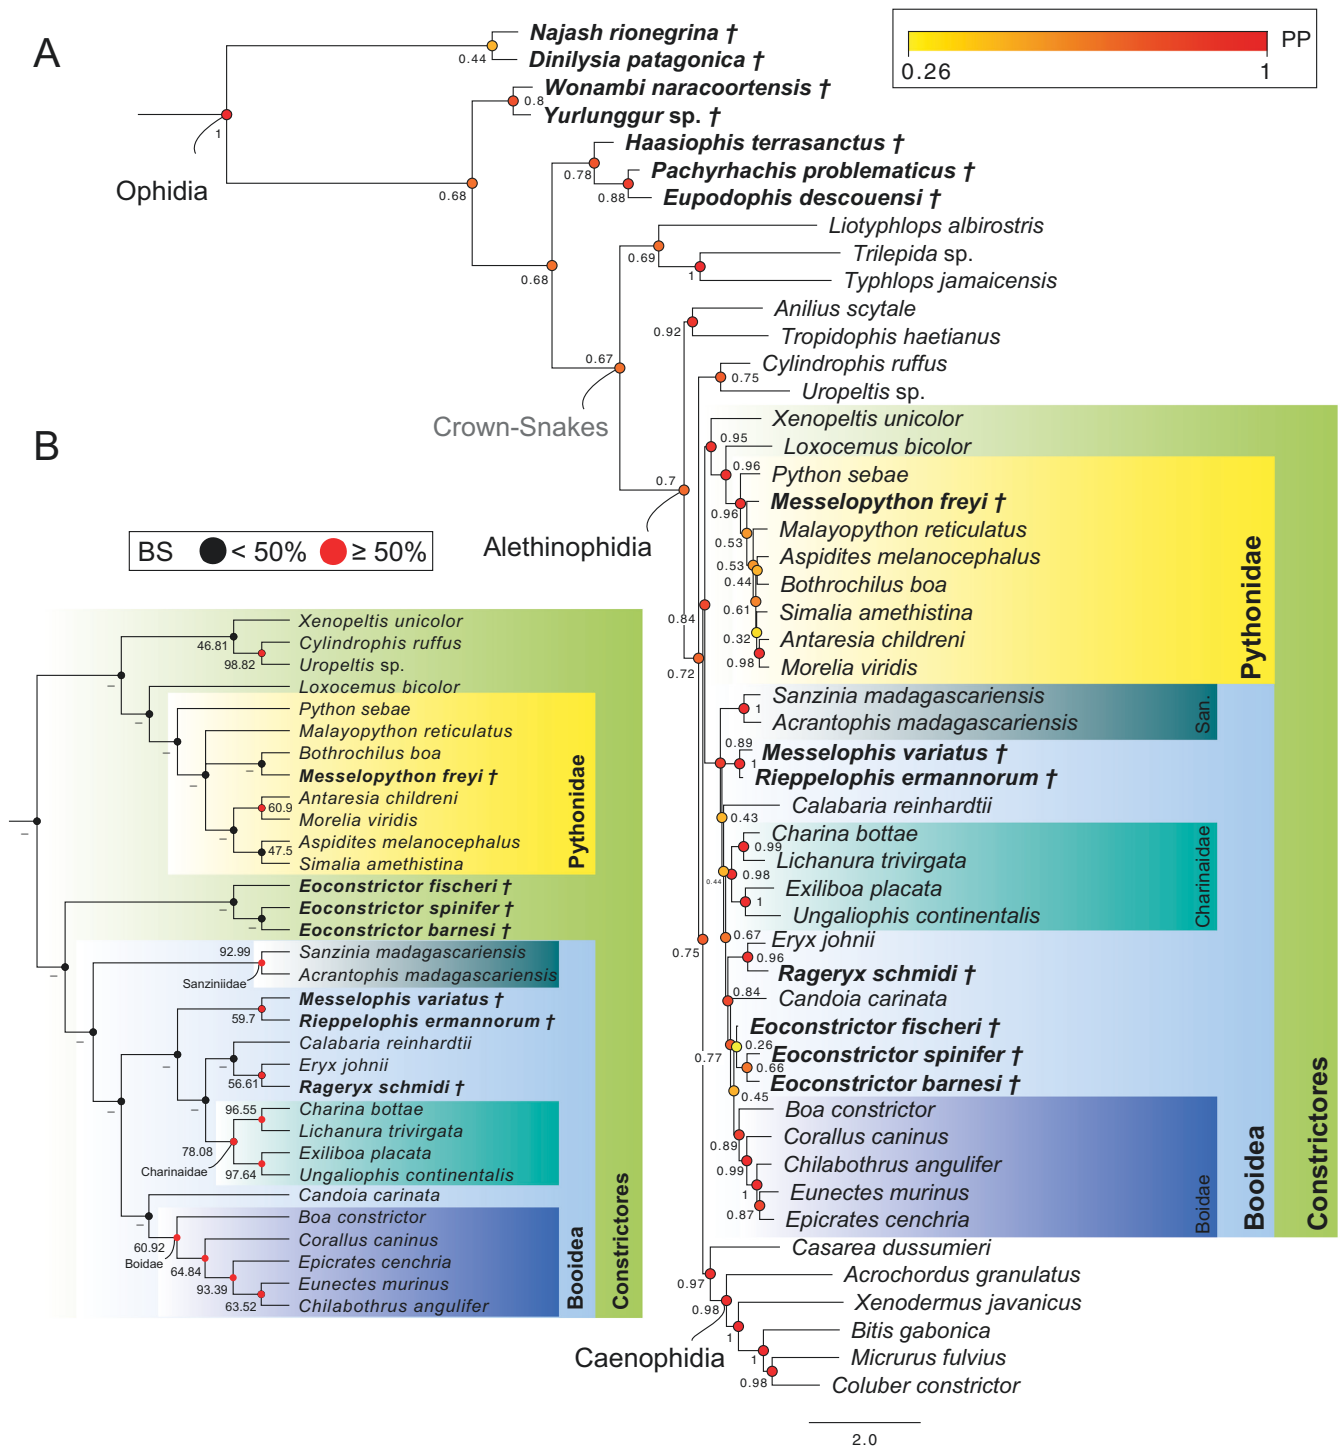 A
Najash rionegrina †
0.44
Dinilysia patagonica †
PP
0.26
1
Wonambi naracoortensis †
0.8
Yurlunggur sp. †
1
Ophidia
Haasiophis terrasanctus †
0.78
Pachyrhachis problematicus †
0.88
Eupodophis descouensi †
0.68
Liotyphlops albirostris
0.69
Trilepida sp.
1
Typhlops jamaicensis
0.68
Anilius scytale
0.92
Tropidophis haetianus
0.67
Cylindrophis ruffus
0.75
Uropeltis sp.
Crown-Snakes
Xenopeltis unicolor
0.95
Loxocemus bicolor
0.96
Python sebae
0.7
Messelopython freyi †
0.96
Malayopython reticulatus
0.53
Alethinophidia
Aspidites melanocephalus
0.53
Bothrochilus boa
0.44
Simalia amethistina
0.61
0.84
Antaresia childreni
0.32
Morelia viridis
0.98
0.72
Pythonidae
Sanzinia madagascariensis
1
Acrantophis madagascariensis
San.
0.89
Messelophis variatus †
1
Rieppelophis ermannorum †
Calabaria reinhardtii
0.43
Charina bottae
0.99
Lichanura trivirgata
0.98
0.44
Exiliboa placata
1
Ungaliophis continentalis
Charinaidae
0.67
Eryx johnii
0.75
0.96
Rageryx schmidi †
0.84
Candoia carinata
Eoconstrictor fischeri †
0.26
0.77
Eoconstrictor spinifer †
0.66
Eoconstrictor barnesi †
0.45
Boa constrictor
0.89
Corallus caninus
0.99
Chilabothrus angulifer
1
Eunectes murinus
0.87
Epicrates cenchria
Boidae
Booidea
Constrictores
Casarea dussumieri
0.97
Acrochordus granulatus
0.98
Xenodermus javanicus
1
Bitis gabonica
Caenophidia
1
Micrurus fulvius
0.98
Coluber constrictor
2.0
B
BS < 50% ≥ 50%
Xenopeltis unicolor
46.81
Cylindrophis ruffus
98.82
Uropeltis sp.
–
Loxocemus bicolor
–
Python sebae
–
Malayopython reticulatus
Bothrochilus boa
–
Messelopython freyi †
–
Antaresia childreni
60.9
Morelia viridis
–
Aspidites melanocephalus
47.5
Simalia amethistina
Pythonidae
–
Eoconstrictor fischeri †
–
Eoconstrictor spinifer †
–
Eoconstrictor barnesi †
92.99
Sanzinia madagascariensis
–
Acrantophis madagascariensis
Sanziniidae
Messelophis variatus †
59.7
Rieppelophis ermannorum †
–
Calabaria reinhardtii
–
–
Eryx johnii
56.61
Rageryx schmidi †
–
–
96.55
Charina bottae
Lichanura trivirgata
78.08
Exiliboa placata
Charinaidae
97.64
Ungaliophis continentalis
Candoia carinata
–
Boa constrictor
60.92
Boidae
Corallus caninus
64.84
Epicrates cenchria
93.39
Eunectes murinus
63.52
Chilabothrus angulifer
Booidea
Constrictores